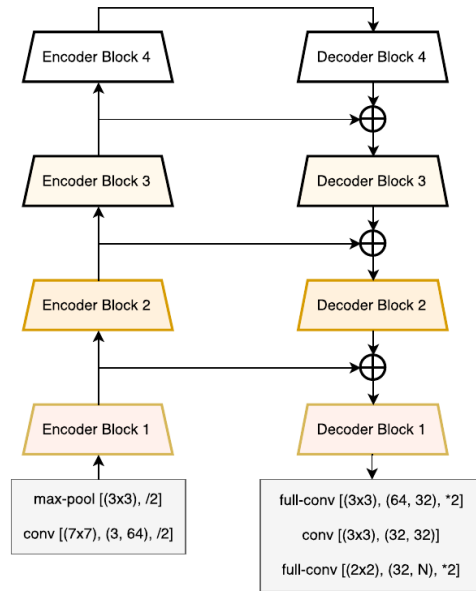 Encoder Block 4
Decoder Block 4
Encoder Block 3
Decoder Block 3
Encoder Block 2
Decoder Block 2
Encoder Block 1
Decoder Block 1
max-pool [(3x3), /2]
conv [(7x7), (3, 64), /2]
full-conv [(3x3), (64, 32), *2]
conv [(3x3), (32, 32)]
full-conv [(2x2), (32, N), *2]